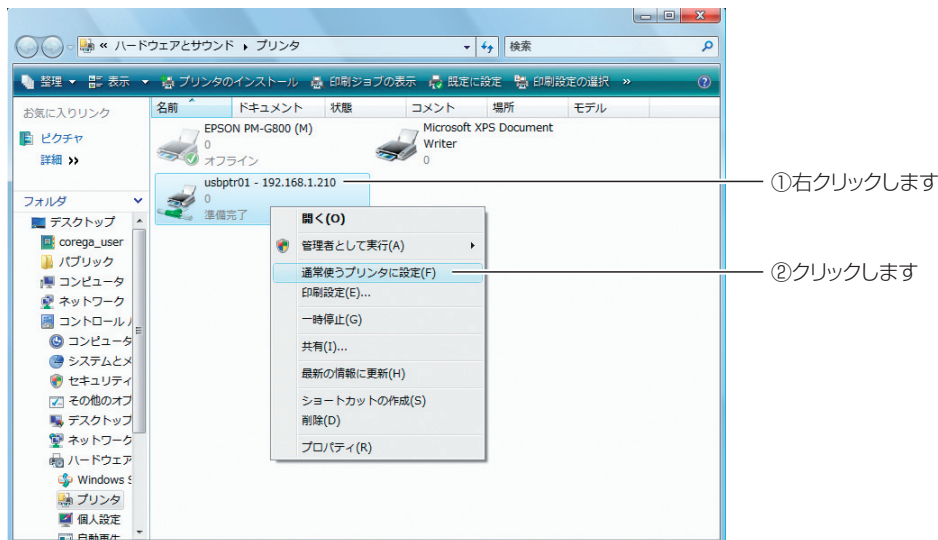 « ハードウェアとサウンド ▸ プリンタ
検索
整理 表示 プリンタのインストール 印刷ジョブの表示 既定に設定 印刷設定の選択 »
お気に入りリンク
ピクチャ
詳細 »
フォルダ
デスクトップ
corega_user
パブリック
コンピュータ
ネットワーク
コントロール
コンピュータ
システムとメ
セキュリティ
その他のオフ
デスクトップ
ネットワーク
ハードウェア
Windows S
プリンタ
個人設定
自動再生
名前 ドキュメント 状態 コメント 場所 モデル
EPSON PM-G800 (M)
0
オフライン
Microsoft XPS Document
Writer
0
usbptr01 - 192.168.1.210
0
準備完了
開く(O)
管理者として実行(A)
通常使うプリンタに設定(F)
印刷設定(E)...
一時停止(G)
共有(I)...
最新の情報に更新(H)
ショートカットの作成(S)
削除(D)
プロパティ(R)
①右クリックします
②クリックします